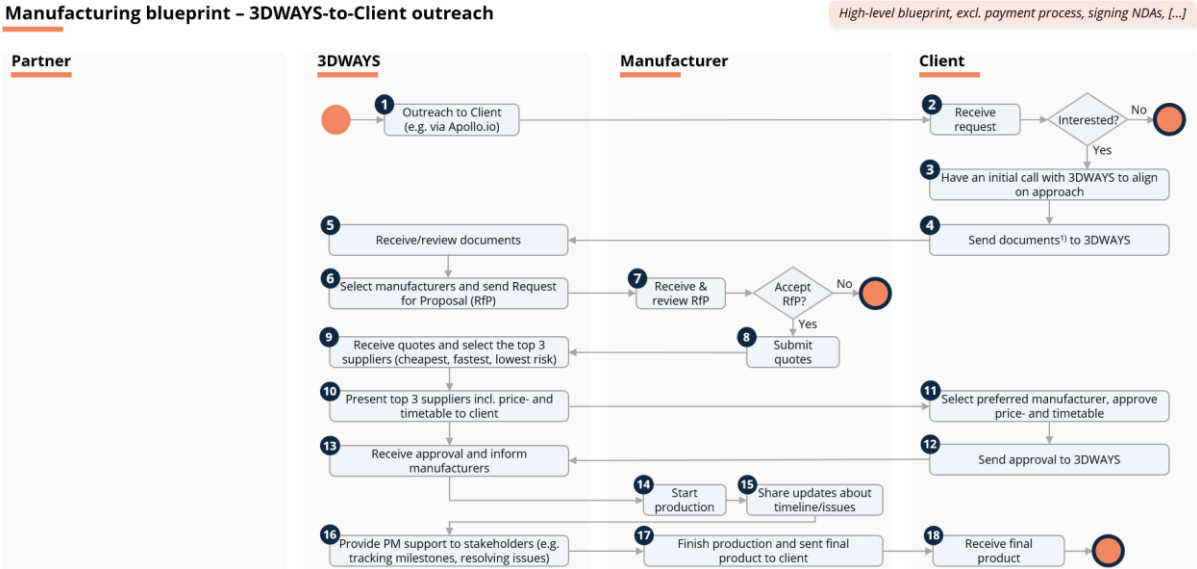 Manufacturing blueprint – 3DWAYS-to-Client outreach
High-level blueprint, excl. payment process, signing NDAs, [...]
Partner
3DWAYS
Manufacturer
Client
1
Outreach to Client
(e.g. via Apollo.io)
2
Receive
request
Interested?
No
Yes
3
Have an initial call with 3DWAYS to align
on approach
4
Send documents¹⁾ to 3DWAYS
5
Receive/review documents
6
Select manufacturers and send Request
for Proposal (RfP)
7
Receive &
review RfP
Accept
RfP?
No
Yes
8
Submit
quotes
9
Receive quotes and select the top 3
suppliers (cheapest, fastest, lowest risk)
10
Present top 3 suppliers incl. price- and
timetable to client
11
Select preferred manufacturer, approve
price- and timetable
12
Send approval to 3DWAYS
13
Receive approval and inform
manufacturers
14
Start
production
15
Share updates about
timeline/issues
16
Provide PM support to stakeholders (e.g.
tracking milestones, resolving issues)
17
Finish production and sent final
product to client
18
Receive final
product